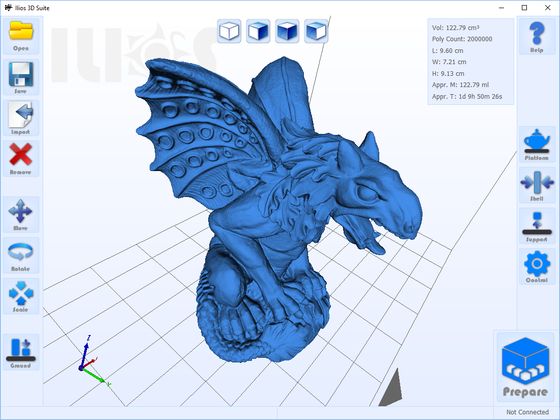 Ilios 3D Suite
ILIOS
Open
Save
Import
Remove
Move
Rotate
Scale
Ground
Vol: 122.79 cm³
Poly Count: 2000000
L: 9.60 cm
W: 7.21 cm
H: 9.13 cm
Appr. M: 122.79 ml
Appr. T: 1d 9h 50m 26s
Help
Platform
Shell
Support
Control
Prepare
Not Connected